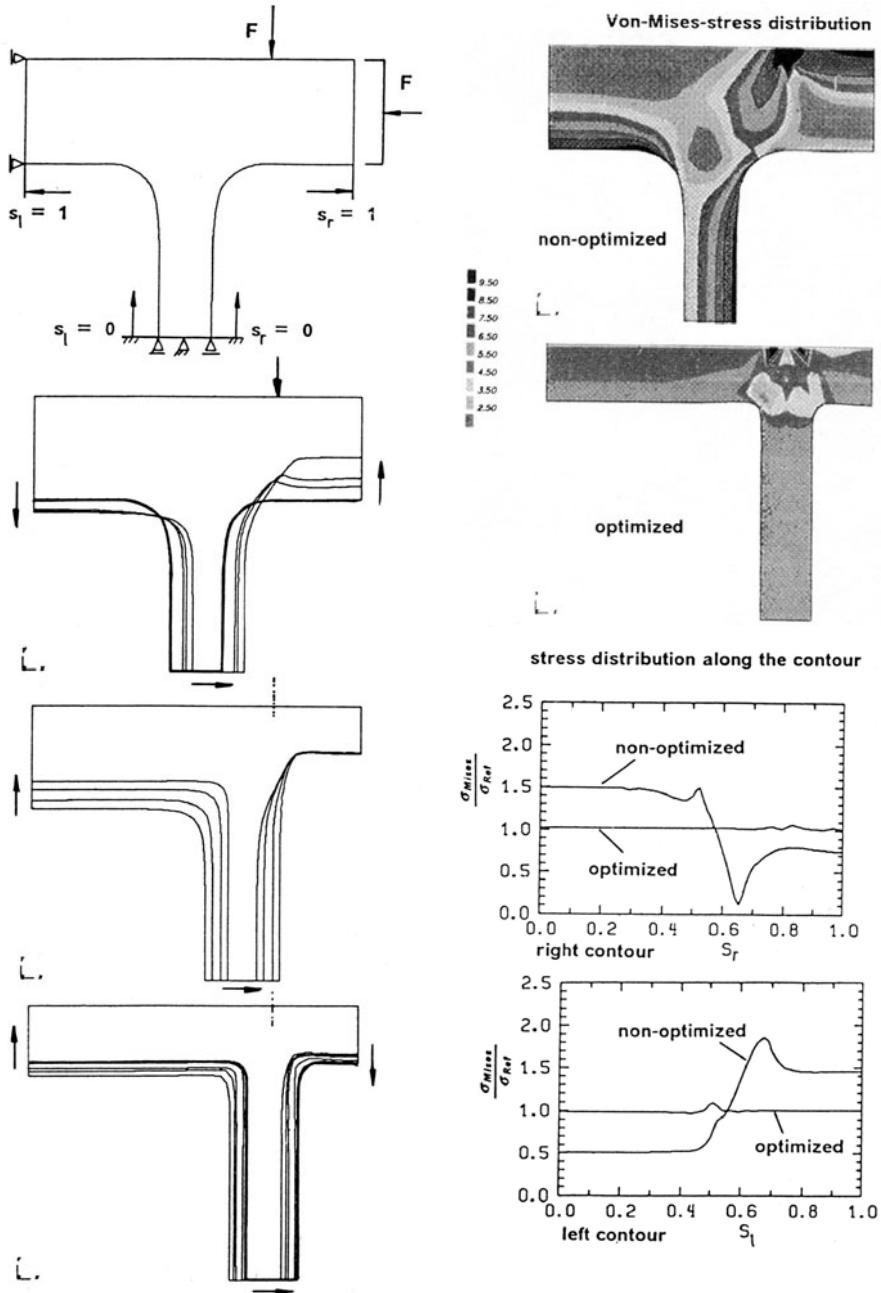 F
F
s_l = 1
s_r = 1
s_l = 0
s_r = 0
Y
x
Y
x
Y
x
Von-Mises-stress distribution
non-optimized
9.50
8.50
7.50
6.50
5.50
4.50
3.50
2.50
Y
x
optimized
Y
x
stress distribution along the contour
2.5
2.0
1.5
1.0
0.5
0.0
σMises
σRef
non-optimized
optimized
0.0 0.2 0.4 0.6 0.8 1.0
right contour S_r
2.5
2.0
1.5
1.0
0.5
0.0
σMises
σRef
non-optimized
optimized
0.0 0.2 0.4 0.6 0.8 1.0
left contour S_l